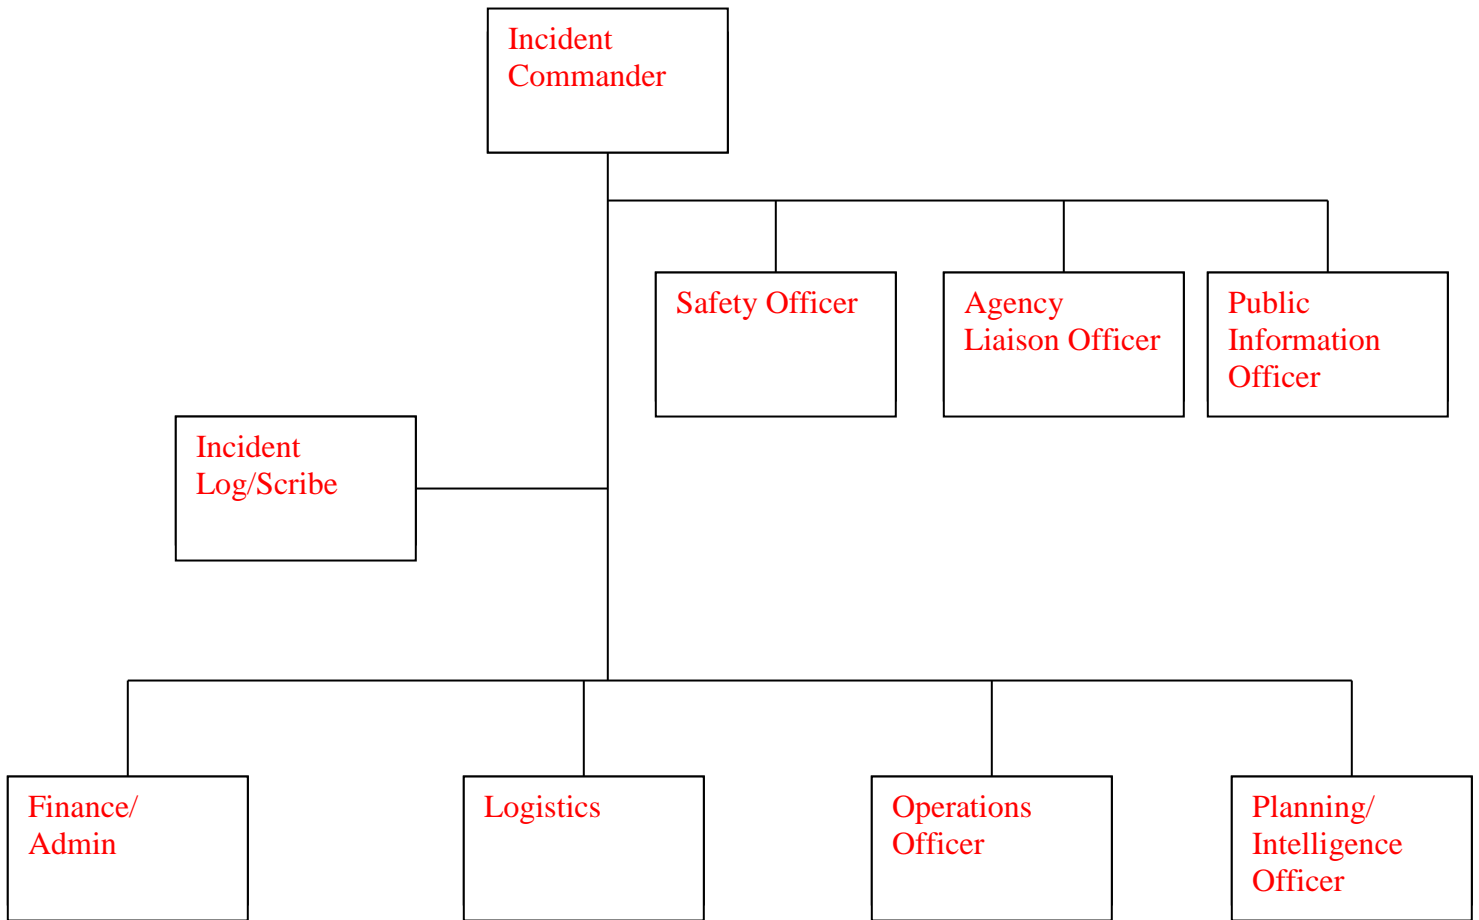 Incident
Commander
Safety Officer
Agency
Liaison Officer
Public
Information
Officer
Incident
Log/Scribe
Finance/
Admin
Logistics
Operations
Officer
Planning/
Intelligence
Officer